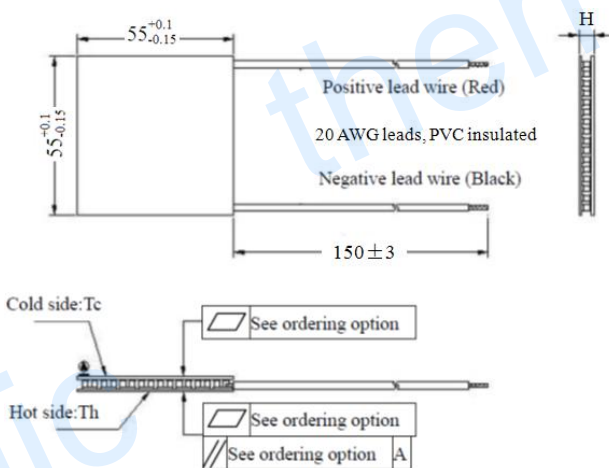 55+0.1-0.15
H
55+0.1-0.15
Positive lead wire (Red)
20 AWG leads, PVC insulated
Negative lead wire (Black)
150±3
Cold side:Tc
See ordering option
A
Hot side:Th
See ordering option
// See ordering option A